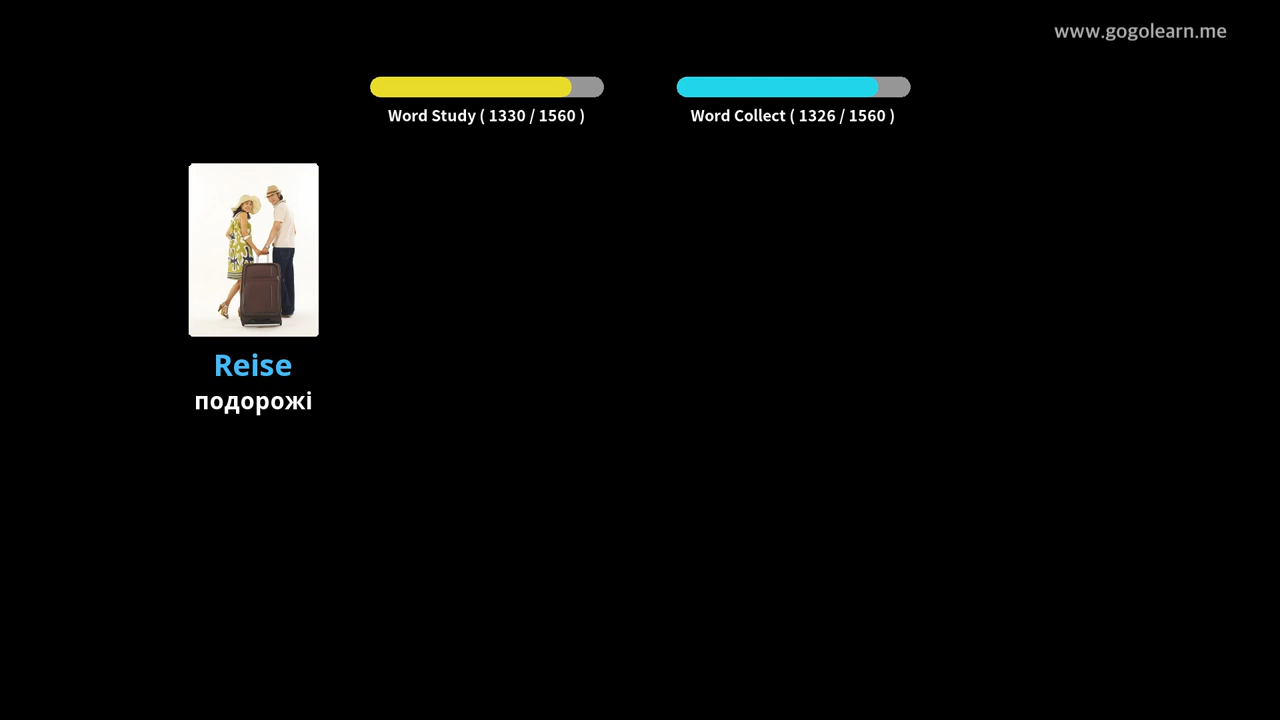 www.gogolearn.me
Word Study ( 1330 / 1560 )
Word Collect ( 1326 / 1560 )
Reise
подорожі